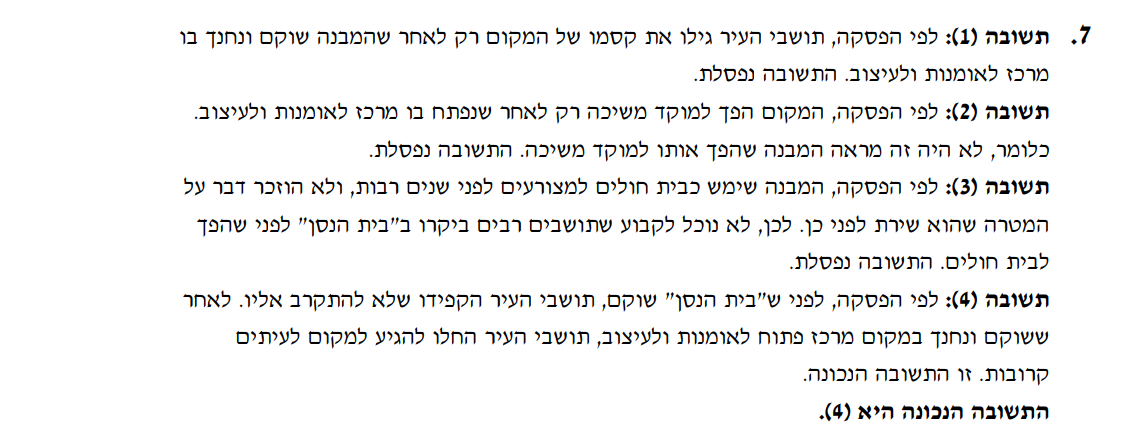 7. תשובה (1): לפי הפסקה, תושבי העיר גילו את קסמו של המקום רק לאחר שהמבנה שוקם ונחנך בו
מרכז לאומנות ולעיצוב. התשובה נפסלת.
תשובה (2): לפי הפסקה, המקום הפך למוקד משיכה רק לאחר שנפתח בו מרכז לאומנות ולעיצוב.
כלומר, לא היה זה מראה המבנה שהפך אותו למוקד משיכה. התשובה נפסלת.
תשובה (3): לפי הפסקה, המבנה שימש כבית חולים למצורעים לפני שנים רבות, ולא הוזכר דבר על
המטרה שהוא שירת לפני כן. לכן, לא נוכל לקבוע שתושבים רבים ביקרו ב"בית הנסן" לפני שהפך
לבית חולים. התשובה נפסלת.
תשובה (4): לפי הפסקה, לפני ש"בית הנסן" שוקם, תושבי העיר הקפידו שלא להתקרב אליו. לאחר
ששוקם ונחנך במקום מרכז פתוח לאומנות ולעיצוב, תושבי העיר החלו להגיע למקום לעיתים
קרובות. זו התשובה הנכונה.
התשובה הנכונה היא (4).